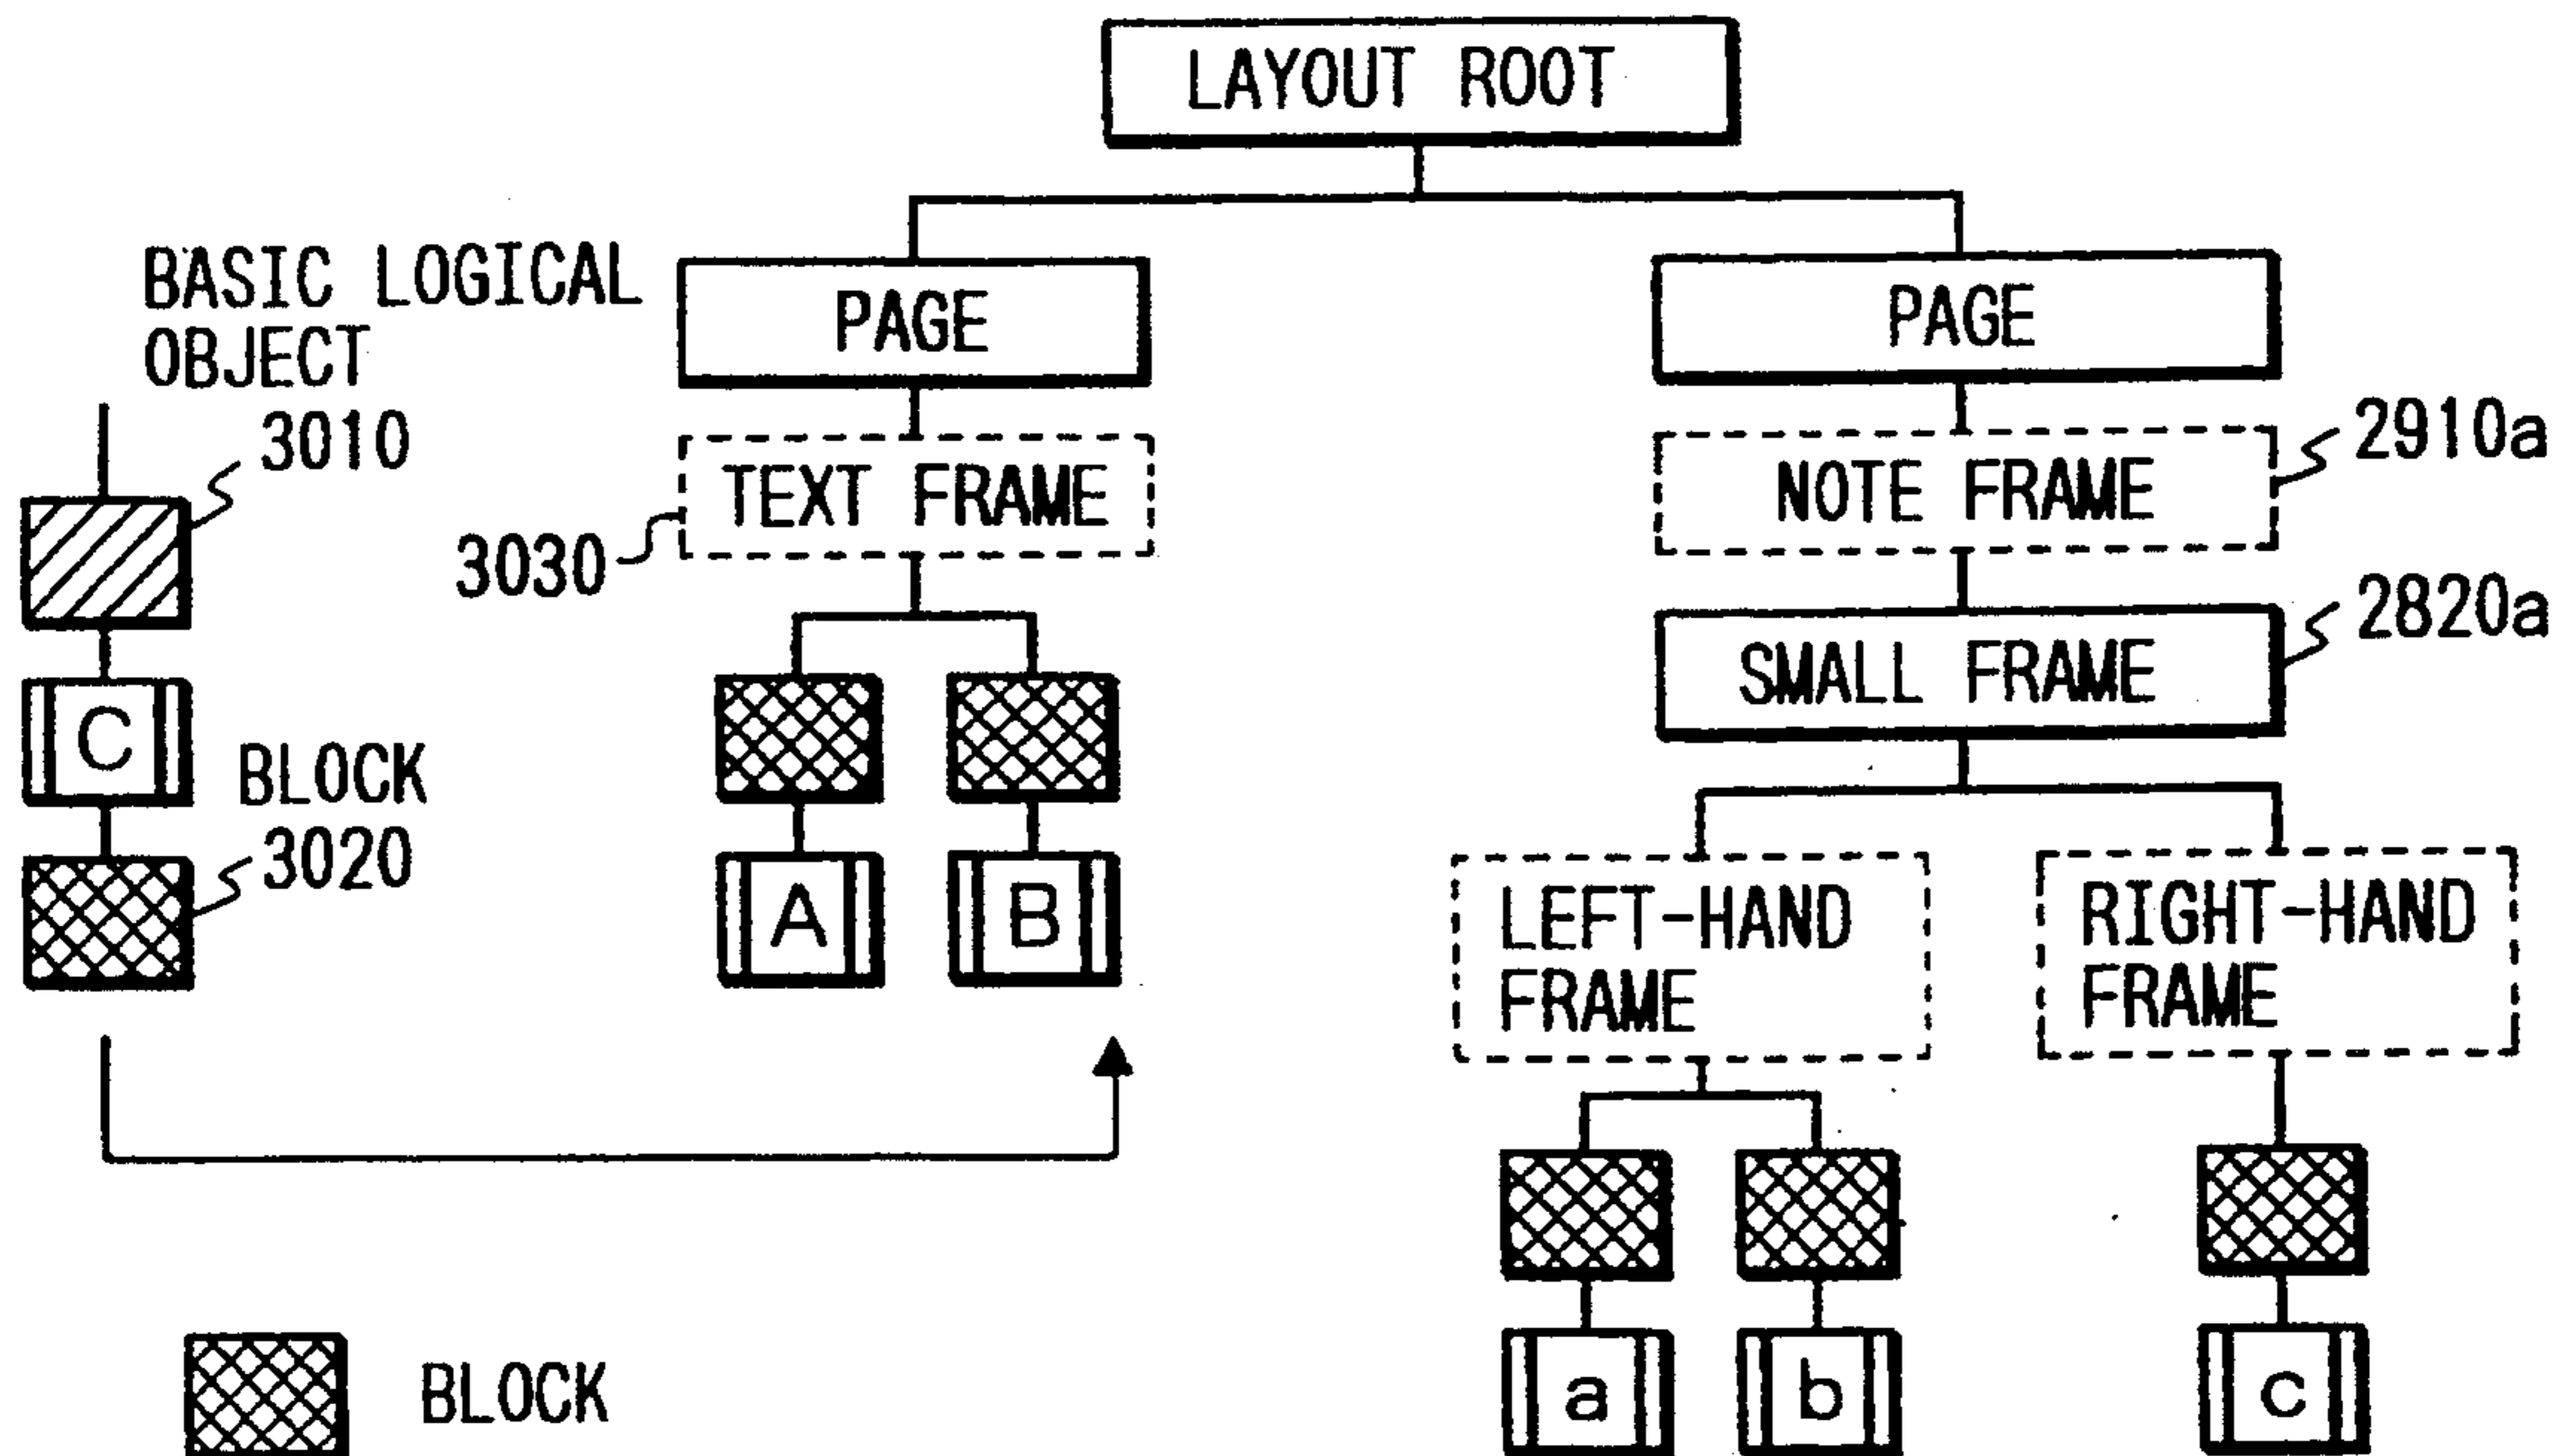 LAYOUT ROOT
BASIC LOGICAL
OBJECT
3010
PAGE
PAGE
TEXT FRAME
3030
NOTE FRAME
2910a
SMALL FRAME
2820a
C
BLOCK
3020
A
B
LEFT-HAND
FRAME
RIGHT-HAND
FRAME
a
b
c
BLOCK